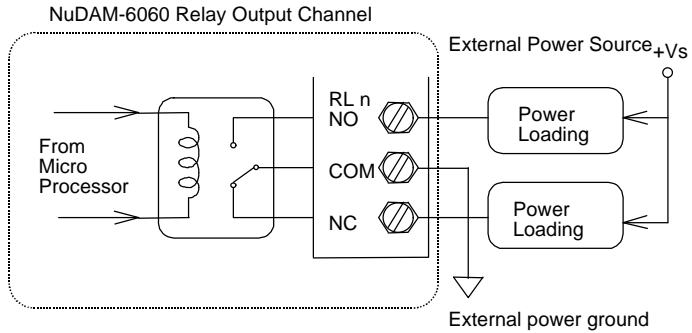 NuDAM-6060 Relay Output Channel
External Power Source
+Vs
RL n
NO
Power
Loading
From
Micro
Processor
COM
NC
Power
Loading
External power ground